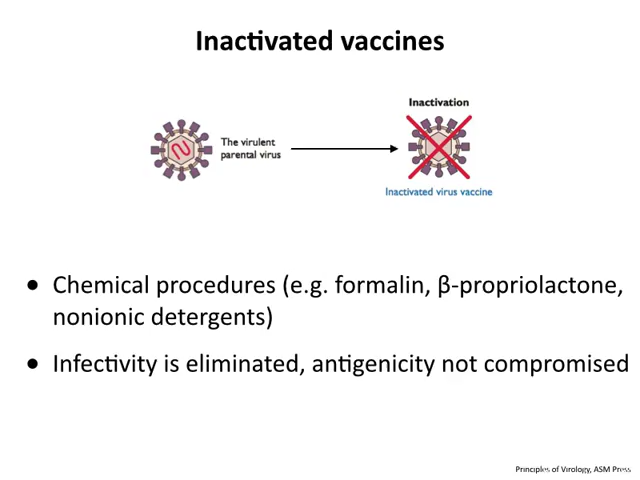 Inactivated vaccines
Inactivation
The virulent
parental virus
Inactivated virus vaccine
• Chemical procedures (e.g. formalin, β-propriolactone,
nonionic detergents)
• Infectivity is eliminated, antigenicity not compromised
Principles of Virology, ASM Press